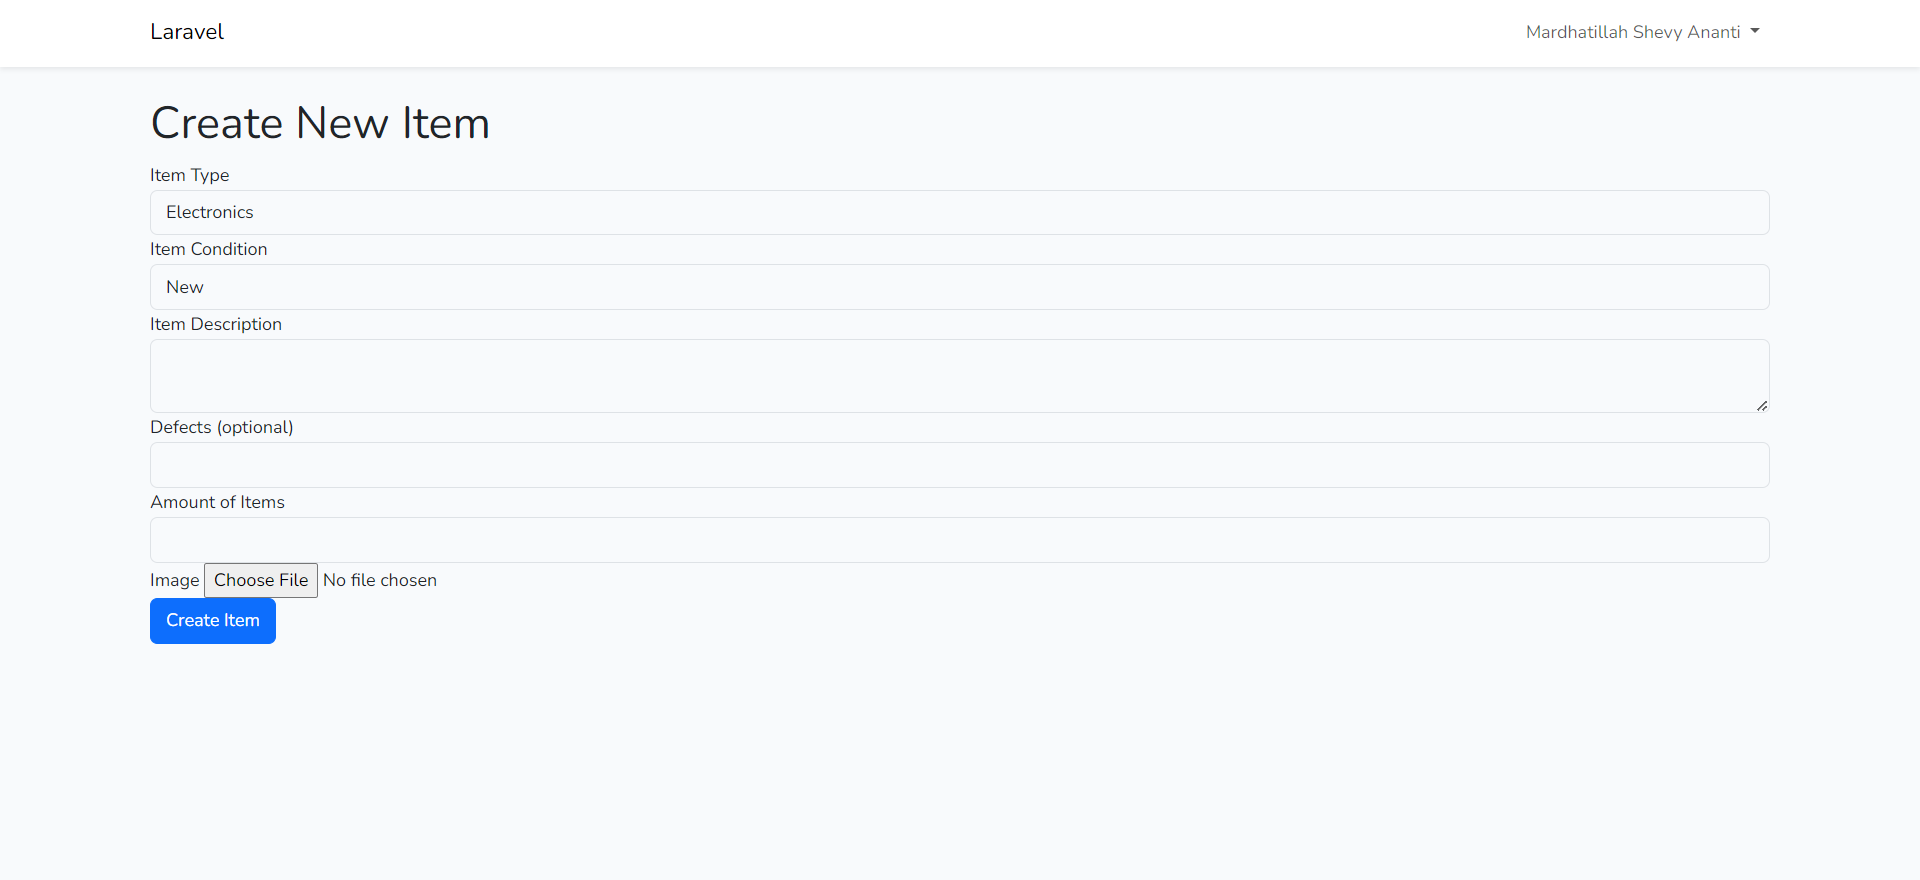 Laravel
Mardhatillah Shevy Ananti
Create New Item
Item Type
Electronics
Item Condition
New
Item Description
Defects (optional)
Amount of Items
Image Choose File No file chosen
Create Item